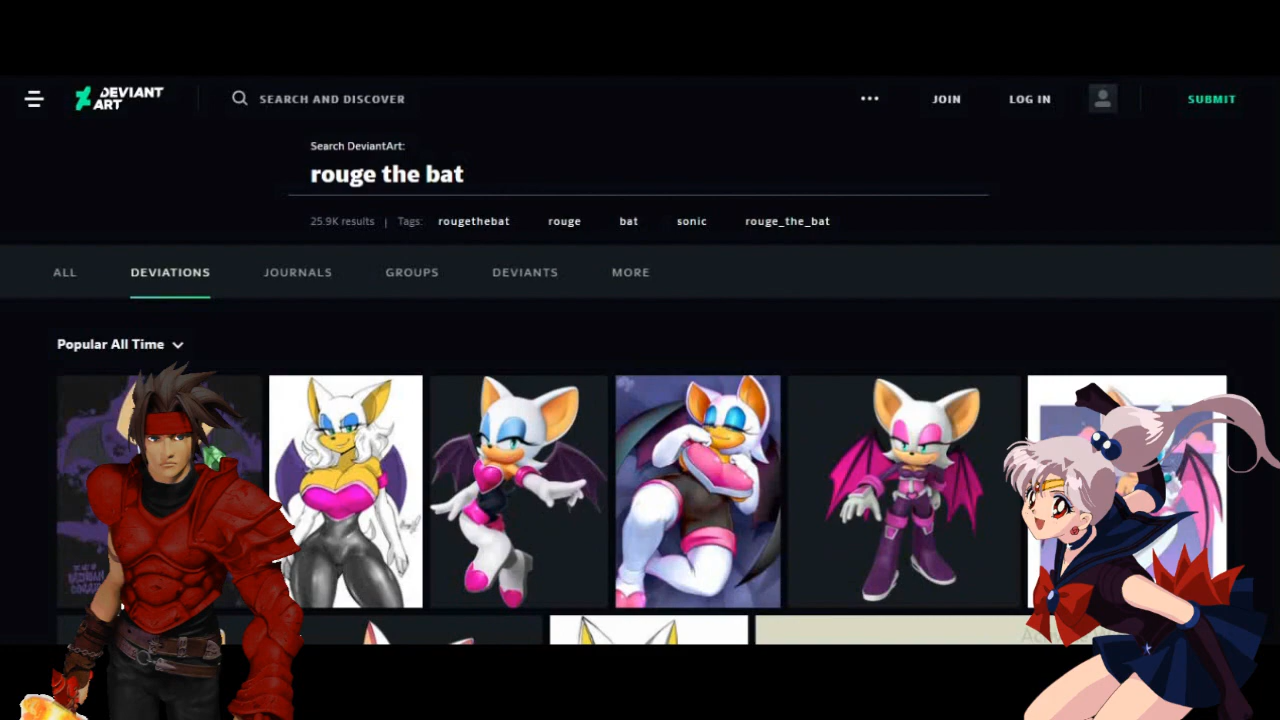 DEVIANT
ART
SEARCH AND DISCOVER
JOIN
LOG IN
SUBMIT
Search DeviantArt:
rouge the bat
25.9K results | Tags: rougethebat rouge bat sonic rouge_the_bat
ALL DEVIATIONS JOURNALS GROUPS DEVIANTS MORE
Popular All Time